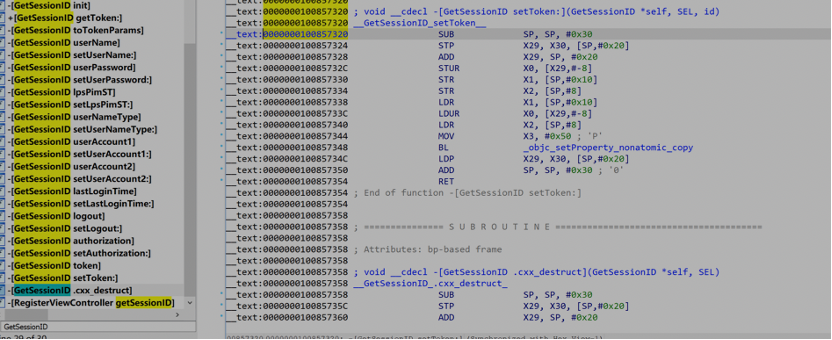 -[GetSessionID init]
+[GetSessionID getToken:]
-[GetSessionID toTokenParams]
-[GetSessionID userName]
-[GetSessionID setUserName:]
-[GetSessionID userPassword]
-[GetSessionID setUserPassword:]
-[GetSessionID lpsPimST]
-[GetSessionID setLpsPimST:]
-[GetSessionID userNameType]
-[GetSessionID setUserNameType:]
-[GetSessionID userAccount1]
-[GetSessionID setUserAccount1:]
-[GetSessionID userAccount2]
-[GetSessionID setUserAccount2:]
-[GetSessionID lastLoginTime]
-[GetSessionID setLastLoginTime:]
-[GetSessionID logout]
-[GetSessionID setLogout:]
-[GetSessionID authorization]
-[GetSessionID setAuthorization:]
-[GetSessionID token]
-[GetSessionID setToken:]
-[GetSessionID .cxx_destruct]
-[RegisterViewController getSessionID]
GetSessionID
ine 29 of 30
__text:0000000100857320
__text:0000000100857320 ; void __cdecl -[GetSessionID setToken:](GetSessionID *self, SEL, id)
__text:0000000100857320 __GetSessionID_setToken__
__text:0000000100857320 SUB SP, SP, #0x30
__text:0000000100857324 STP X29, X30, [SP,#0x20]
__text:0000000100857328 ADD X29, SP, #0x20
__text:000000010085732C STUR X0, [X29,#-8]
__text:0000000100857330 STR X1, [SP,#0x10]
__text:0000000100857334 STR X2, [SP,#8]
__text:0000000100857338 LDR X1, [SP,#0x10]
__text:000000010085733C LDUR X0, [X29,#-8]
__text:0000000100857340 LDR X2, [SP,#8]
__text:0000000100857344 MOV X3, #0x50 ; 'P'
__text:0000000100857348 BL _objc_setProperty_nonatomic_copy
__text:000000010085734C LDP X29, X30, [SP,#0x20]
__text:0000000100857350 ADD SP, SP, #0x30 ; '0'
__text:0000000100857354 RET
__text:0000000100857354 ; End of function -[GetSessionID setToken:]
__text:0000000100857354
__text:0000000100857358
__text:0000000100857358 ; =============== S U B R O U T I N E =======================================
__text:0000000100857358
__text:0000000100857358 ; Attributes: bp-based frame
__text:0000000100857358
__text:0000000100857358 ; void __cdecl -[GetSessionID .cxx_destruct](GetSessionID *self, SEL)
__text:0000000100857358 __GetSessionID_.cxx_destruct_
__text:0000000100857358 SUB SP, SP, #0x30
__text:000000010085735C STP X29, X30, [SP,#0x20]
__text:0000000100857360 ADD X29, SP, #0x20